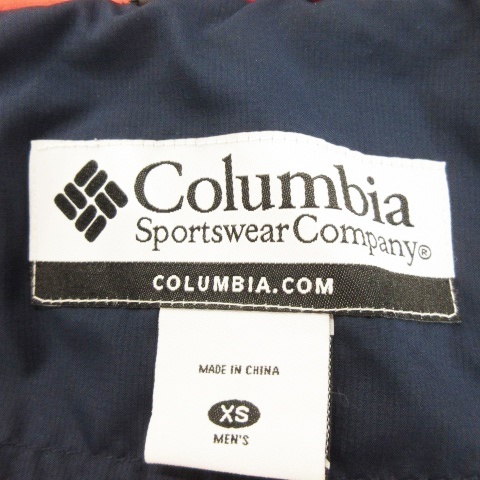 Columbia
Sportswear Company®
COLUMBIA.COM
MADE IN CHINA
XS
MEN'S